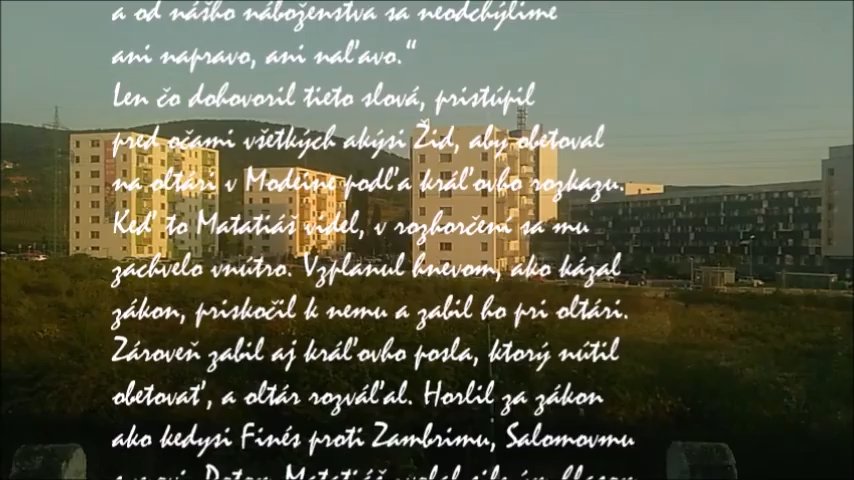 a od nášho náboženstva sa neodchýlime
ani napravo, ani naľavo.“
Len čo dohovoril tieto slová, pristúpil
pred očami všetkých akýsi Žid, aby obetoval
na oltári v Modeine podľa kráľovho rozkazu.
Keď to Matatiáš videl, v rozhorčení sa mu
zachvelo vnútro. Vzplanul hnevom, ako kázal
zákon, priskočil k nemu a zabil ho pri oltári.
Zároveň zabil aj kráľovho posla, ktorý nútil
obetovať, a oltár rozváľal. Horlil za zákon
ako kedysi Finés proti Zambrimu, Salomovmu
Potom Matatiáš